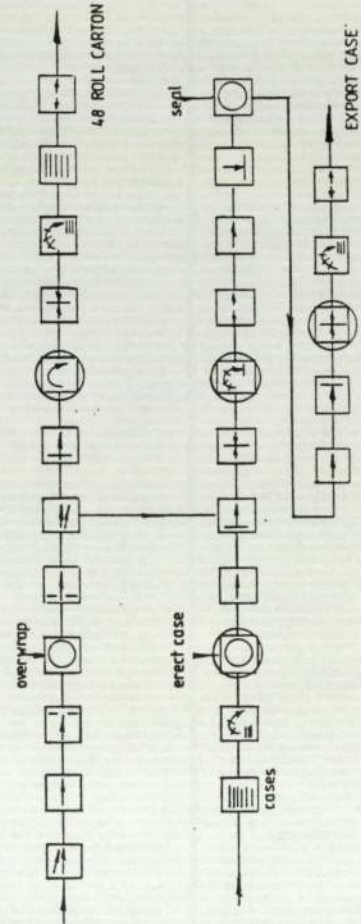 overwrap
48 ROLL CARTON
cases
erect case
seal
EXPORT CASE